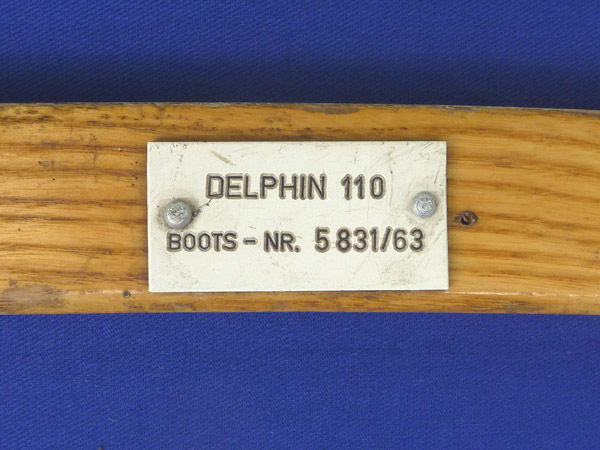 DELPHIN 110
BOOTS - NR. 5831/63